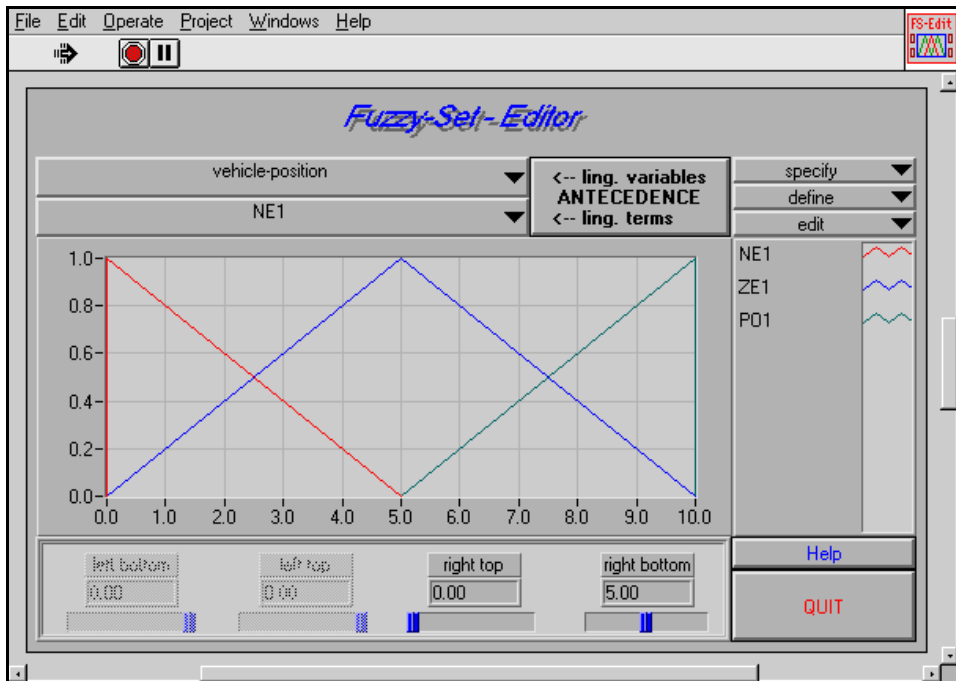 File Edit Operate Project Windows Help
FS-Edit
Fuzzy-Set-Editor
vehicle-position
NE1
<-- ling. variables
ANTECEDENCE
<-- ling. terms
specify
define
edit
1.0
0.8
0.6
0.4
0.2
0.0
0.0 1.0 2.0 3.0 4.0 5.0 6.0 7.0 8.0 9.0 10.0
NE1
ZE1
PO1
left bottom
0.00
left top
0.00
right top
0.00
right bottom
5.00
Help
QUIT